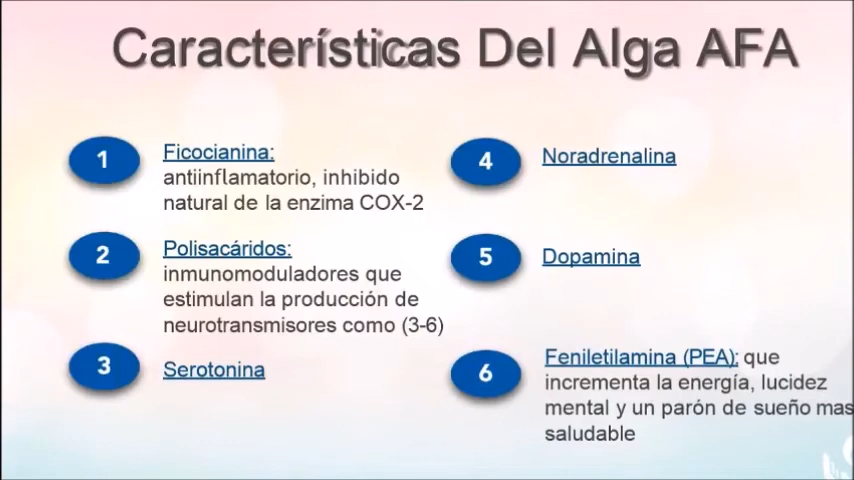 Características Del Alga AFA
1
Ficocianina:
antiinflamatorio, inhibido
natural de la enzima COX-2
2
Polisacáridos:
inmunomoduladores que
estimulan la producción de
neurotransmisores como (3-6)
3
Serotonina
4
Noradrenalina
5
Dopamina
6
Feniletilamina (PEA): que
incrementa la energía, lucidez
mental y un parón de sueño mas
saludable